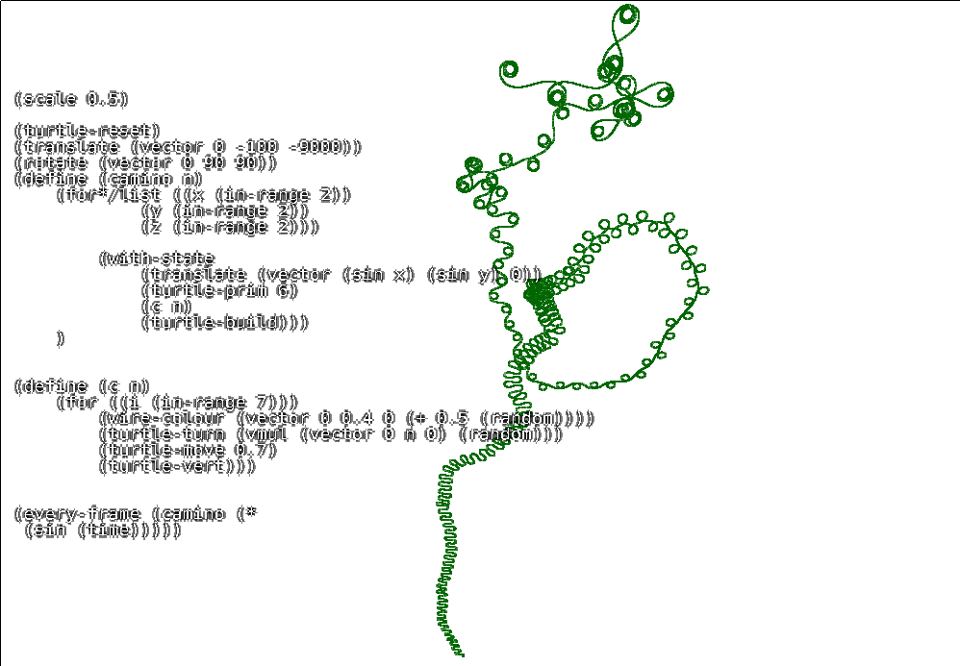 (scale 0.5)
(turtle-reset)
(translate (vector 0 -100 -9000))
(rotate (vector 0 90 90))
(define (camino n)
(for*/list ((x (in-range 2))
(y (in-range 2))
(z (in-range 2)))
(with-state
(translate (vector (sin x) (sin y) 0))
(turtle-prim 6)
(c n)
(turtle-build)))
)
(define (c n)
(for ((i (in-range 7)))
(wire-colour (vector 0 0.4 0 (+ 0.5 (random))))
(turtle-turn (vmul (vector 0 n 0) (random)))
(turtle-move 0.7)
(turtle-vert)))
(every-frame (camino (*
(sin (time)))))